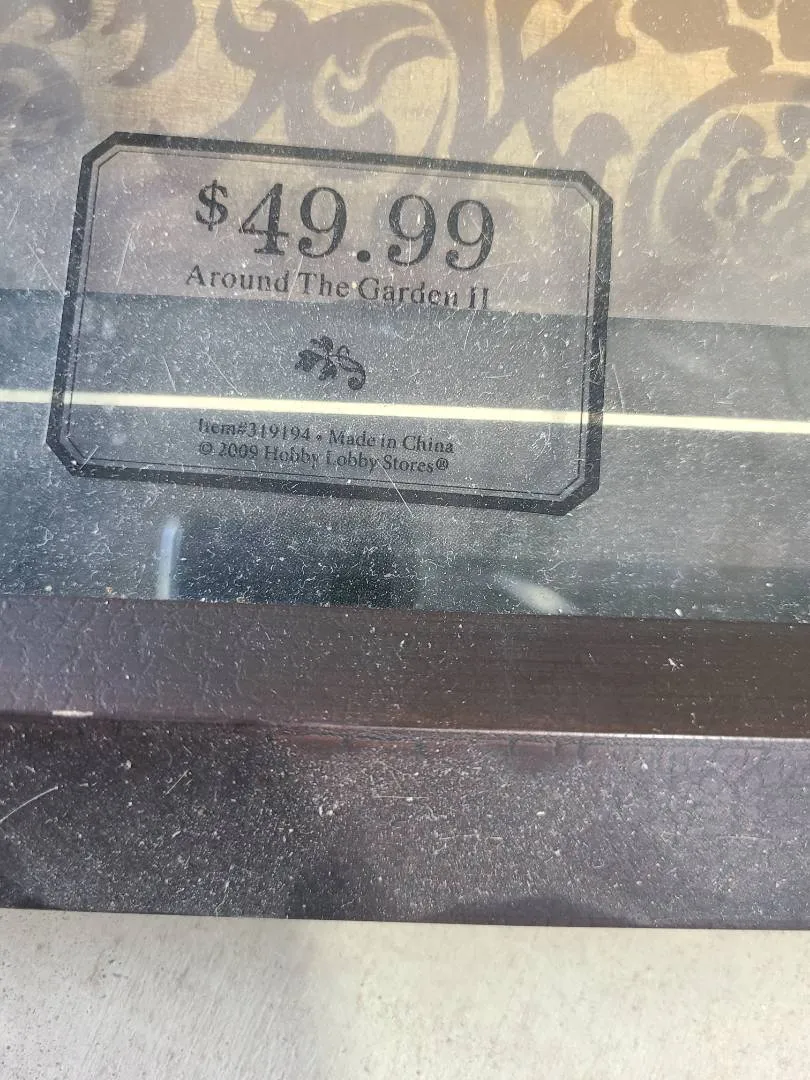 $49.99
Around The Garden II
Item#319194 • Made in China
© 2009 Hobby Lobby Stores®